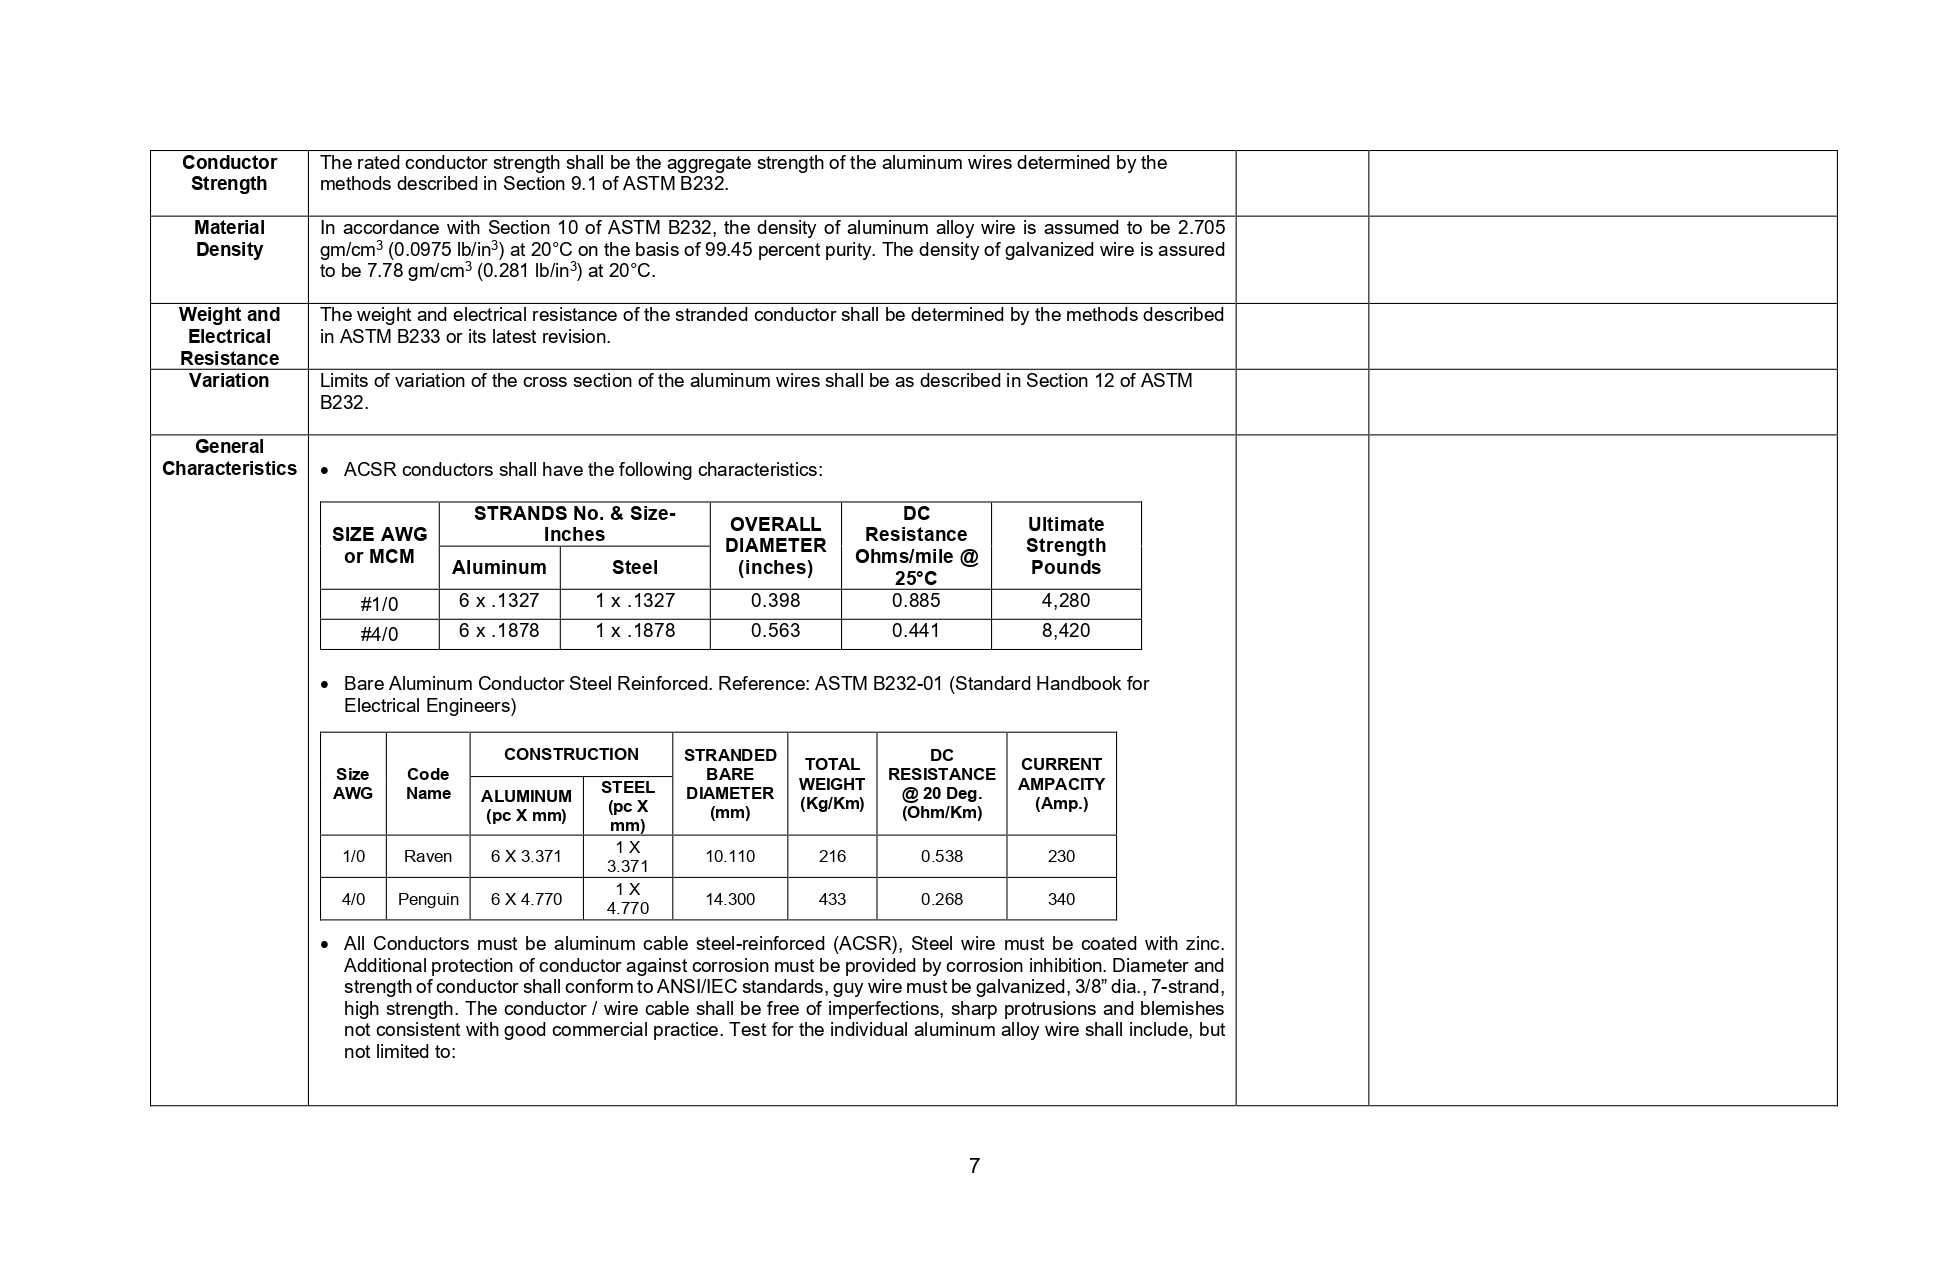 Conductor
Strength
The rated conductor strength shall be the aggregate strength of the aluminum wires determined by the
methods described in Section 9.1 of ASTM B232.
Material
Density
In accordance with Section 10 of ASTM B232, the density of aluminum alloy wire is assumed to be 2.705
gm/cm³ (0.0975 lb/in³) at 20°C on the basis of 99.45 percent purity. The density of galvanized wire is assured
to be 7.78 gm/cm³ (0.281 lb/in³) at 20°C.
Weight and
Electrical
Resistance
The weight and electrical resistance of the stranded conductor shall be determined by the methods described
in ASTM B233 or its latest revision.
Variation
Limits of variation of the cross section of the aluminum wires shall be as described in Section 12 of ASTM
B232.
General
Characteristics
• ACSR conductors shall have the following characteristics:
SIZE AWG
or MCM
STRANDS No. & Size-
Inches
Aluminum
Steel
OVERALL
DIAMETER
(inches)
DC
Resistance
Ohms/mile @
25°C
Ultimate
Strength
Pounds
#1/0 6 x .1327 1 x .1327 0.398 0.885 4,280
#4/0 6 x .1878 1 x .1878 0.563 0.441 8,420
• Bare Aluminum Conductor Steel Reinforced. Reference: ASTM B232-01 (Standard Handbook for
Electrical Engineers)
Size
AWG
Code
Name
CONSTRUCTION
ALUMINUM
(pc X mm)
STEEL
(pc X
mm)
STRANDED
BARE
DIAMETER
(mm)
TOTAL
WEIGHT
(Kg/Km)
DC
RESISTANCE
@ 20 Deg.
(Ohm/Km)
CURRENT
AMPACITY
(Amp.)
1/0 Raven 6 X 3.371 1 X
3.371 10.110 216 0.538 230
4/0 Penguin 6 X 4.770 1 X
4.770 14.300 433 0.268 340
• All Conductors must be aluminum cable steel-reinforced (ACSR), Steel wire must be coated with zinc.
Additional protection of conductor against corrosion must be provided by corrosion inhibition. Diameter and
strength of conductor shall conform to ANSI/IEC standards, guy wire must be galvanized, 3/8” dia., 7-strand,
high strength. The conductor / wire cable shall be free of imperfections, sharp protrusions and blemishes
not consistent with good commercial practice. Test for the individual aluminum alloy wire shall include, but
not limited to:
7